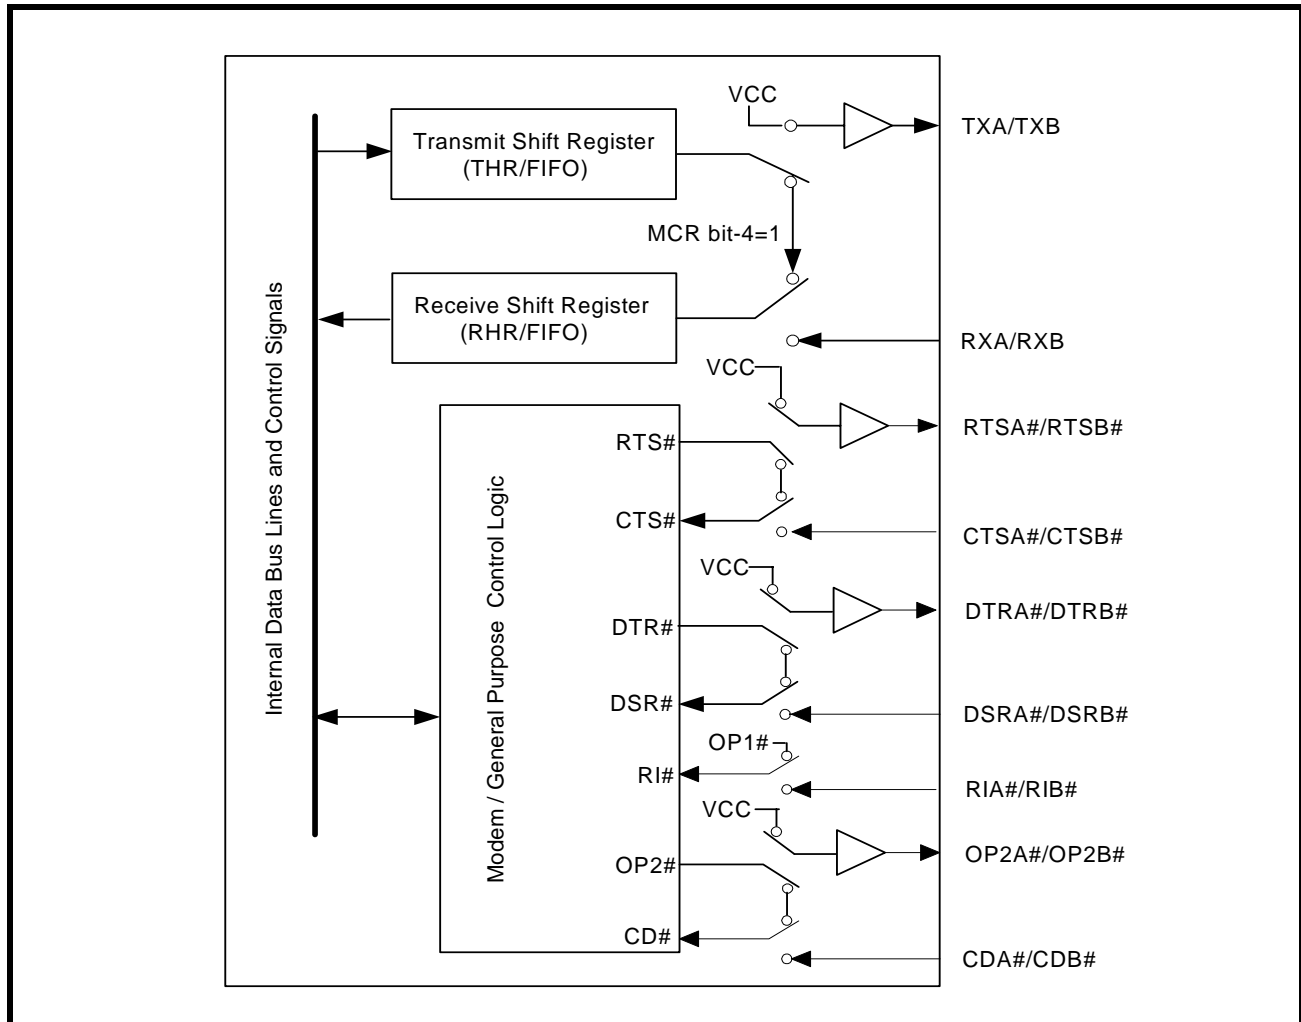 VCC
TXA/TXB
Transmit Shift Register
(THR/FIFO)
MCR bit-4=1
Receive Shift Register
(RHR/FIFO)
RXA/RXB
VCC
RTSA#/RTSB#
RTS#
CTS#
CTSA#/CTSB#
VCC
DTRA#/DTRB#
DTR#
DSR#
DSRA#/DSRB#
OP1#
RI#
RIA#/RIB#
VCC
OP2A#/OP2B#
OP2#
CD#
CDA#/CDB#
Internal Data Bus Lines and Control Signals
Modem / General Purpose Control Logic